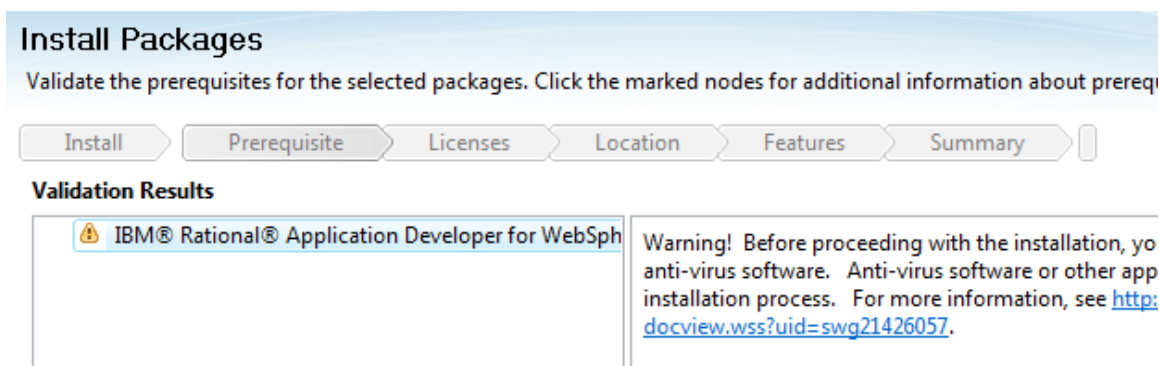 Install Packages
Validate the prerequisites for the selected packages. Click the marked nodes for additional information about prerequ
Install
Prerequisite
Licenses
Location
Features
Summary
Validation Results
IBM® Rational® Application Developer for WebSph
Warning! Before proceeding with the installation, yo
anti-virus software. Anti-virus software or other app
installation process. For more information, see http:
docview.wss?uid=swg21426057.